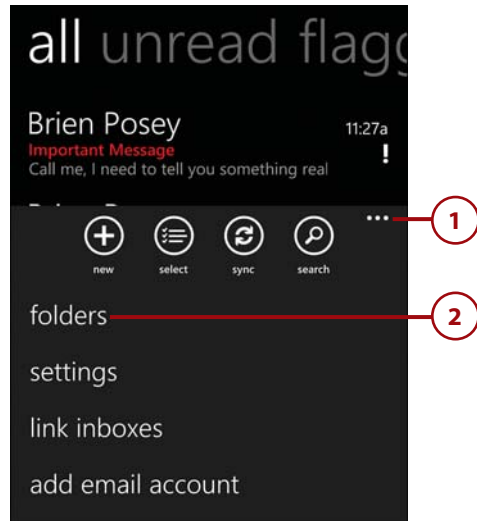 all unread flagg
Brien Posey 11:27a
Important Message !
Call me, I need to tell you something real
... 1
new select sync search
folders 2
settings
link inboxes
add email account